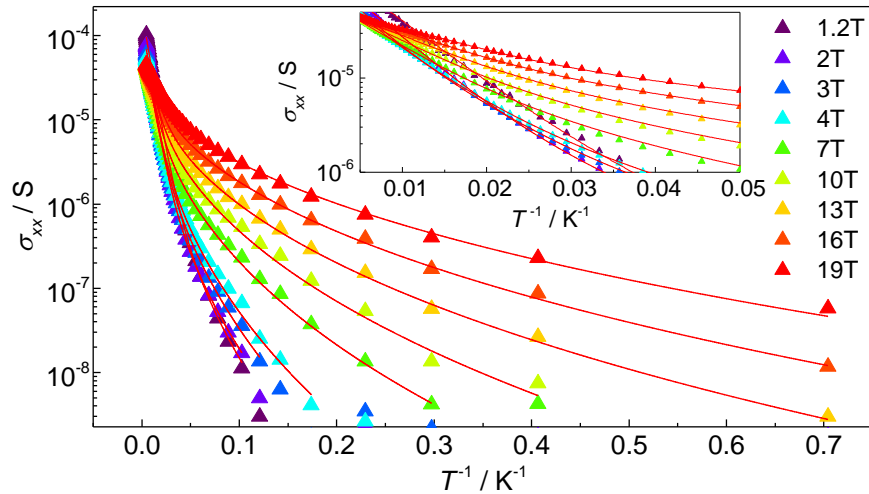 10⁻⁴
10⁻⁵
10⁻⁶
10⁻⁷
10⁻⁸
σₓₓ / S
0.0 0.1 0.2 0.3 0.4 0.5 0.6 0.7
T⁻¹ / K⁻¹
10⁻⁵
10⁻⁶
σₓₓ / S
0.01 0.02 0.03 0.04 0.05
T⁻¹ / K⁻¹
1.2T
2T
3T
4T
7T
10T
13T
16T
19T